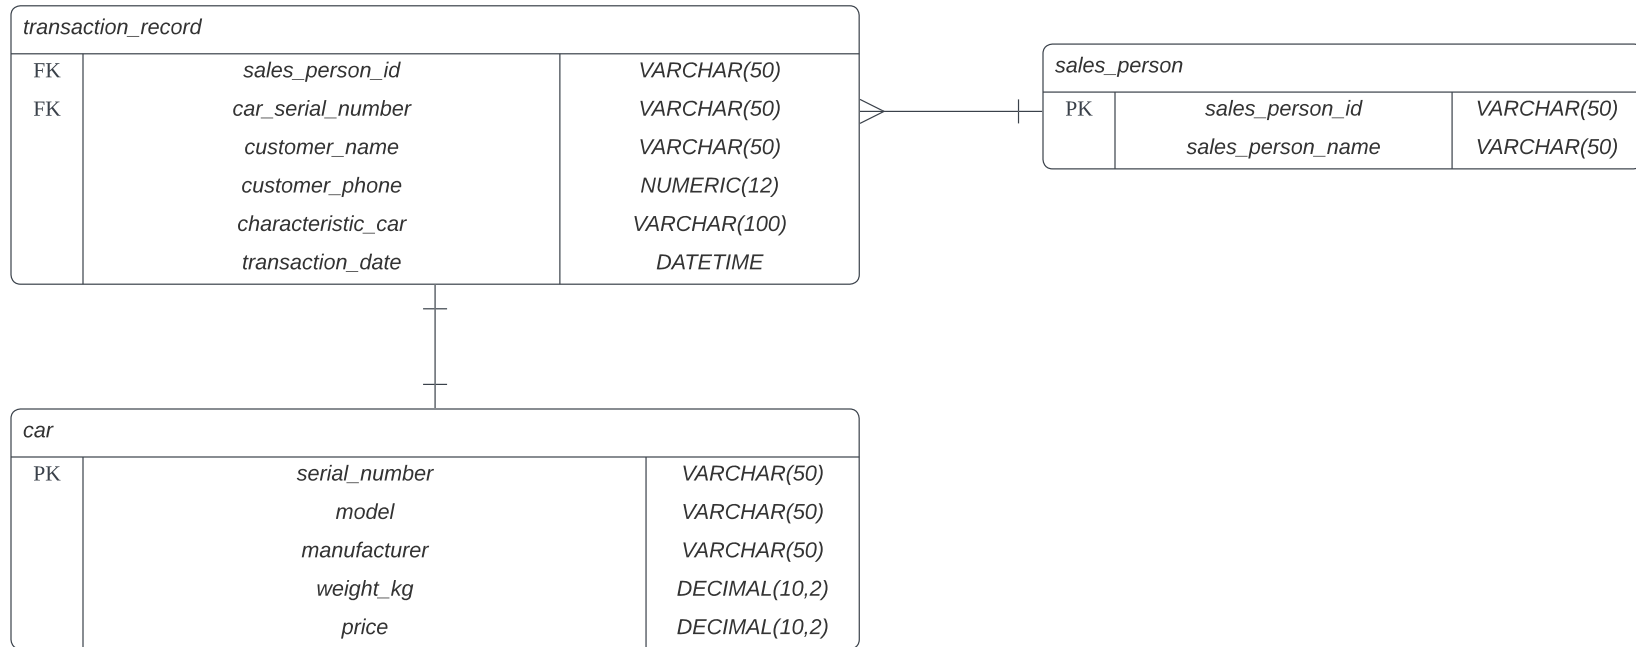 transaction_record
FK sales_person_id VARCHAR(50)
FK car_serial_number VARCHAR(50)
customer_name VARCHAR(50)
customer_phone NUMERIC(12)
characteristic_car VARCHAR(100)
transaction_date DATETIME
sales_person
PK sales_person_id VARCHAR(50)
sales_person_name VARCHAR(50)
car
PK serial_number VARCHAR(50)
model VARCHAR(50)
manufacturer VARCHAR(50)
weight_kg DECIMAL(10,2)
price DECIMAL(10,2)